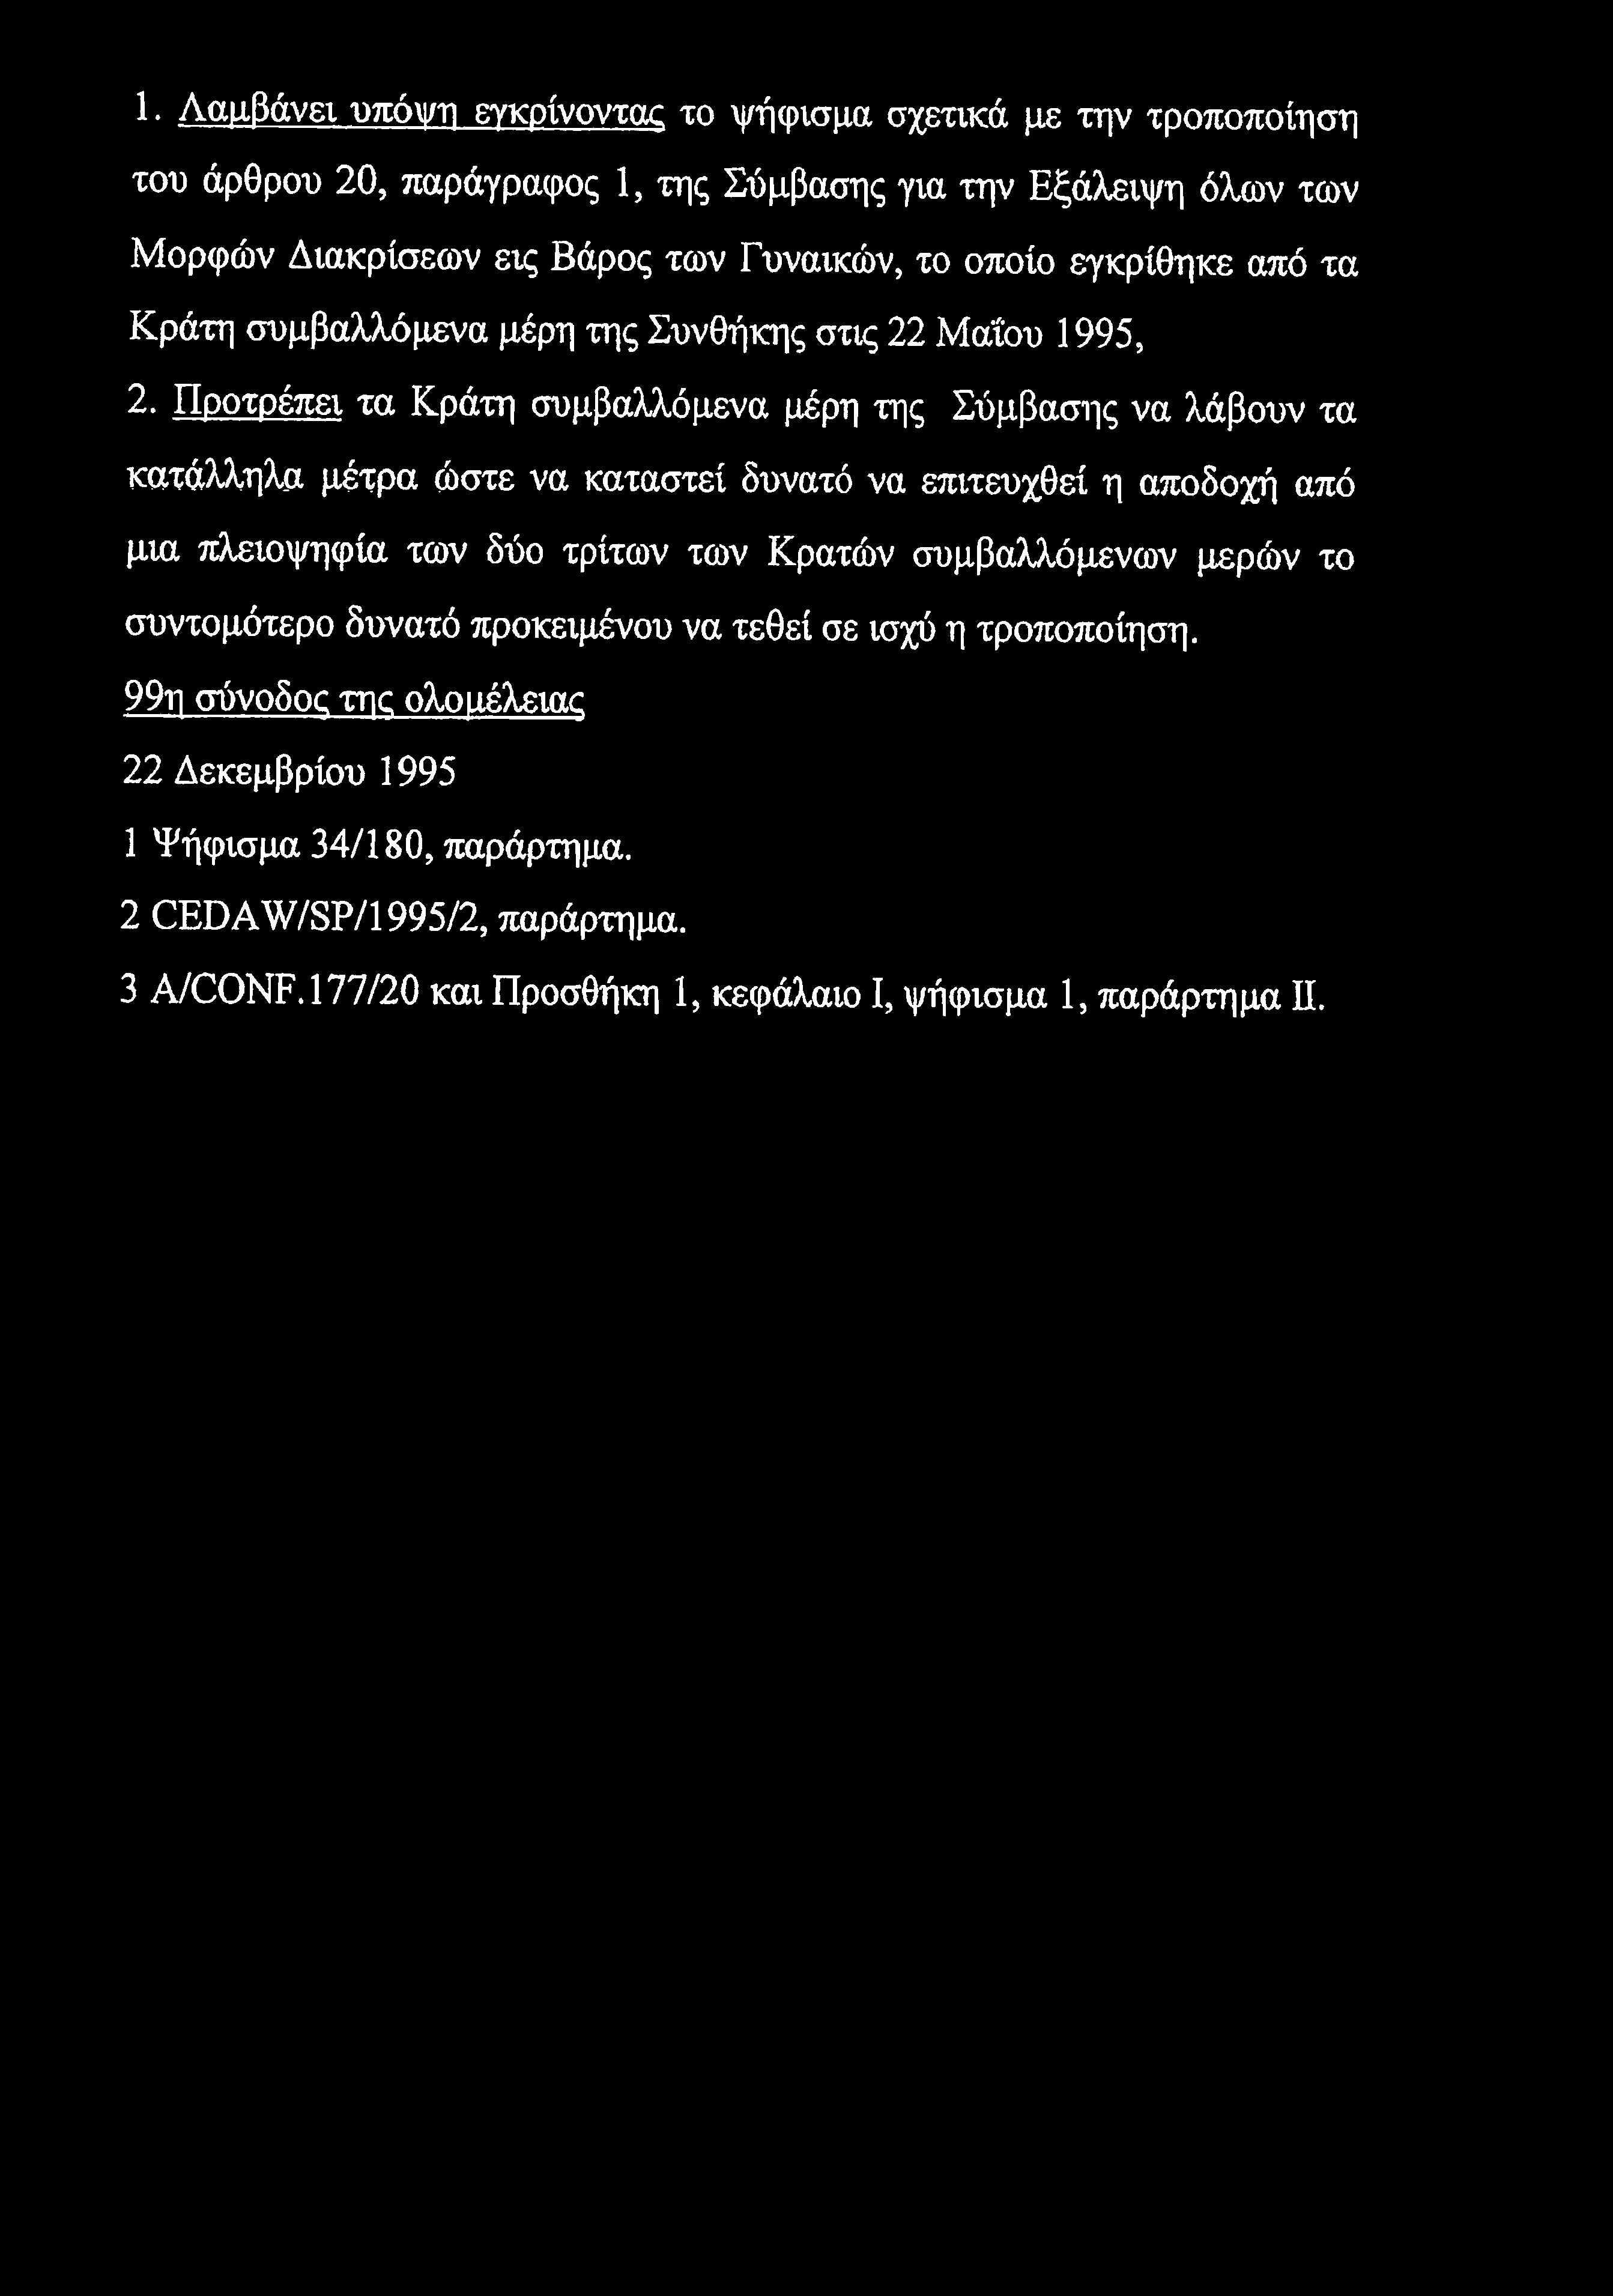 1. Λαμβάνει υπόψη εγκρίνοντας το ψήφισμα σχετικά με την τροποποίηση
του άρθρου 20, παράγραφος 1, της Σύμβασης για την Εξάλειψη όλων των
Μορφών Διακρίσεων εις Βάρος των Γυναικών, το οποίο εγκρίθηκε από τα
Κράτη συμβαλλόμενα μέρη της Συνθήκης στις 22 Μαΐου 1995,
2. Προτρέπει τα Κράτη συμβαλλόμενα μέρη της Σύμβασης να λάβουν τα
κατάλληλα μέτρα ώστε να καταστεί δυνατό να επιτευχθεί η αποδοχή από
μια πλειοψηφία των δύο τρίτων των Κρατών συμβαλλόμενων μερών το
συντομότερο δυνατό προκειμένου να τεθεί σε ισχύ η τροποποίηση.
99η σύνοδος της ολομέλειας
22 Δεκεμβρίου 1995
1 Ψήφισμα 34/180, παράρτημα.
2 CEDAW/SP/1995/2, παράρτημα.
3 A/CONF.177/20 και Προσθήκη 1, κεφάλαιο Ι, ψήφισμα 1, παράρτημα ΙΙ.